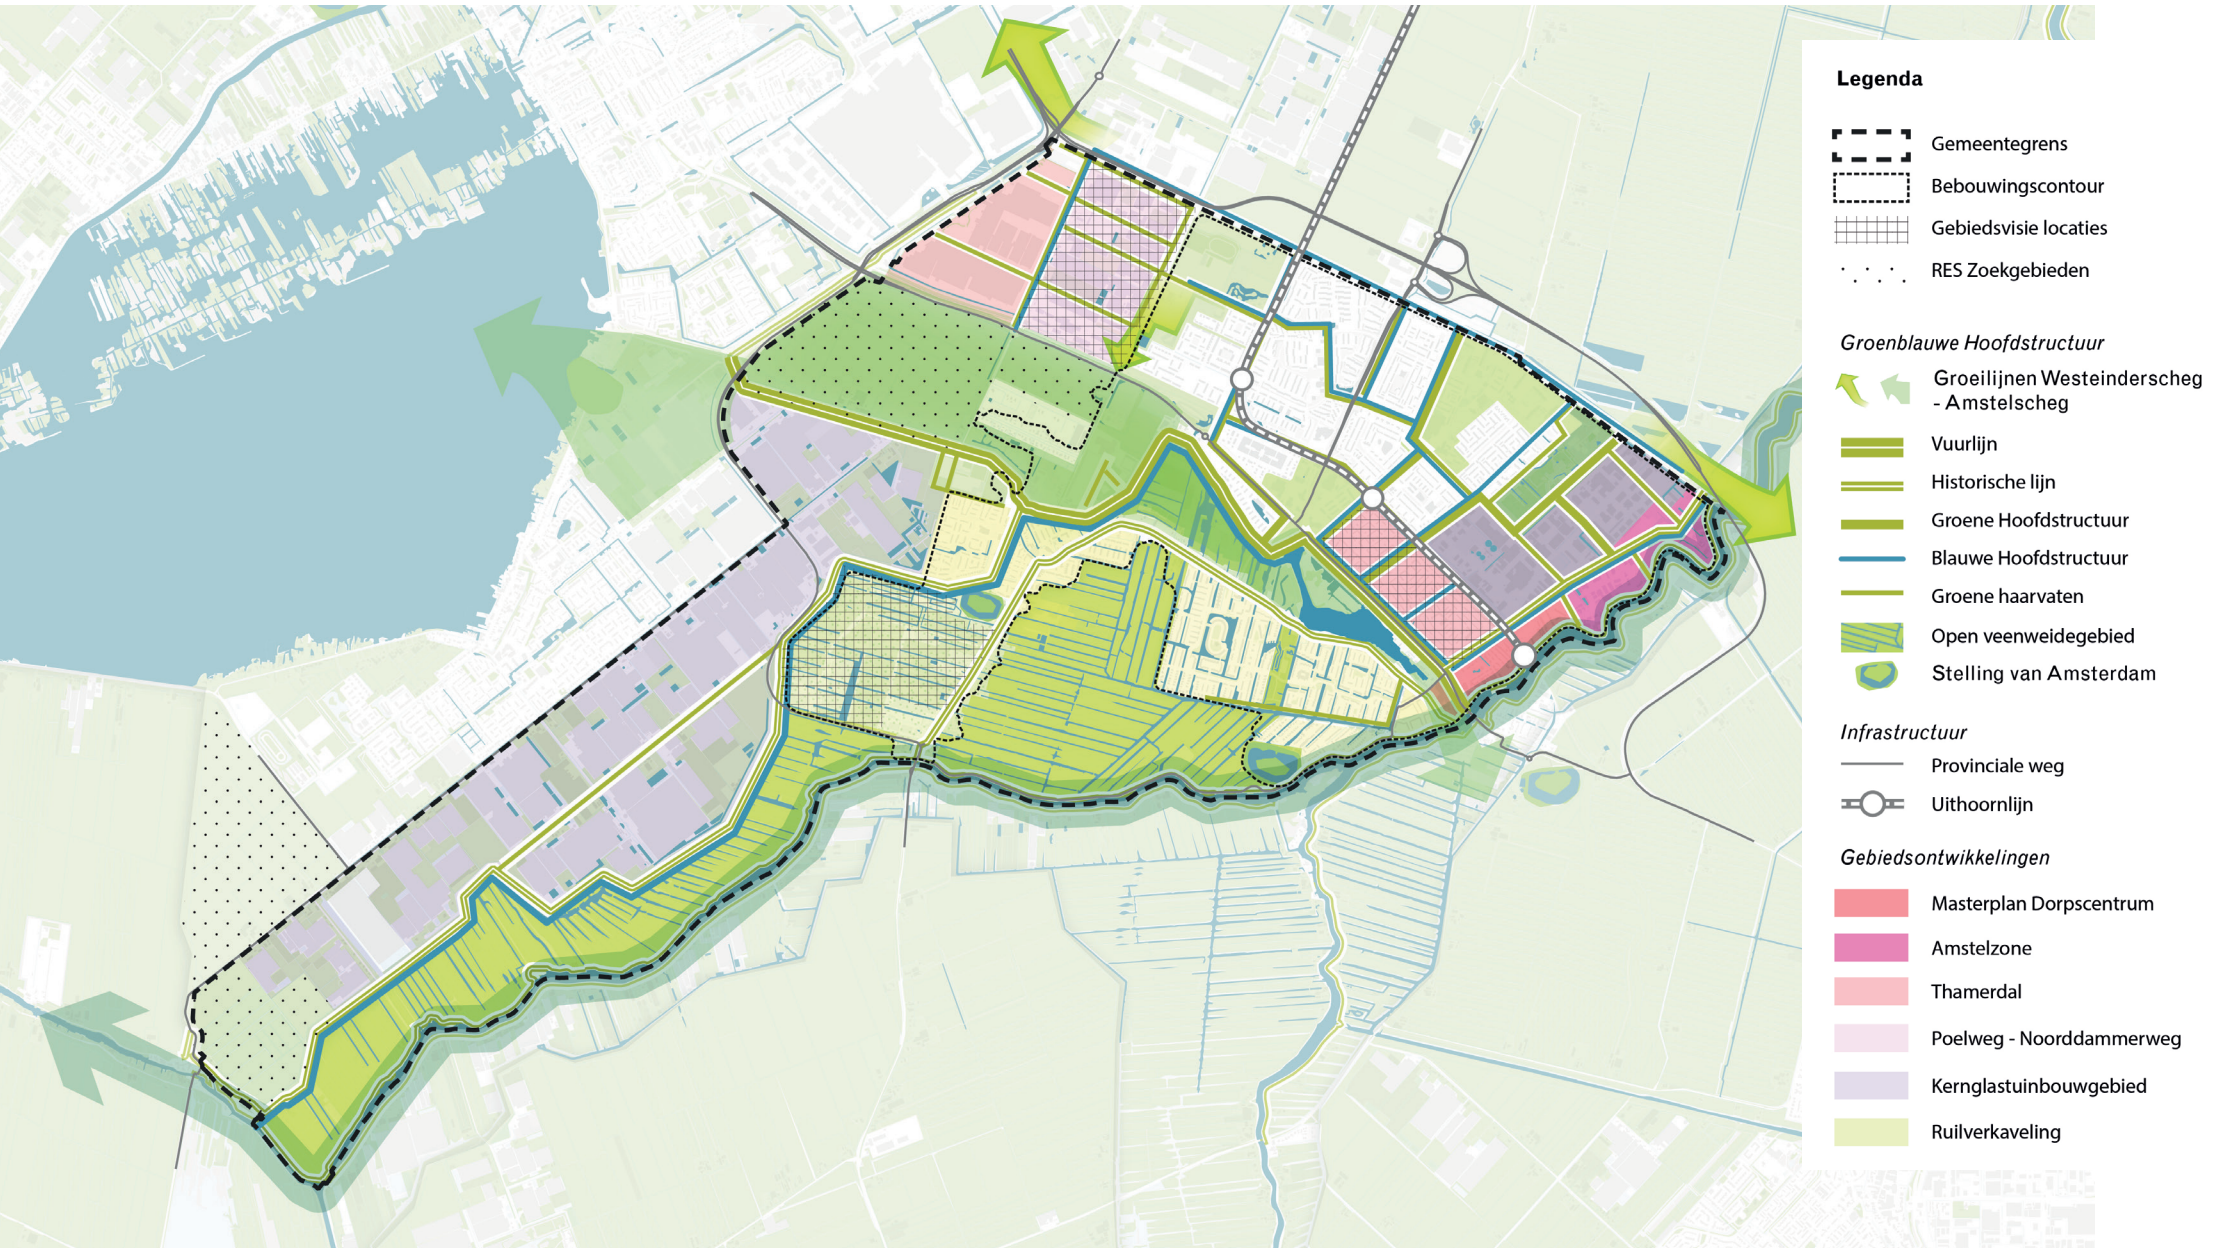 Legenda
Gemeentegrens
Bebouwingscontour
Gebiedsvisie locaties
RES Zoekgebieden
Groenblauwe Hoofdstructuur
Groeilijnen Westeinderscheg
- Amstelscheg
Vuurlijn
Historische lijn
Groene Hoofdstructuur
Blauwe Hoofdstructuur
Groene haarvaten
Open veenweidegebied
Stelling van Amsterdam
Infrastructuur
Provinciale weg
Uithoornlijn
Gebiedsontwikkelingen
Masterplan Dorpscentrum
Amstelzone
Thamerdal
Poelweg - Noorddammerweg
Kernglastuinbouwgebied
Ruilverkaveling